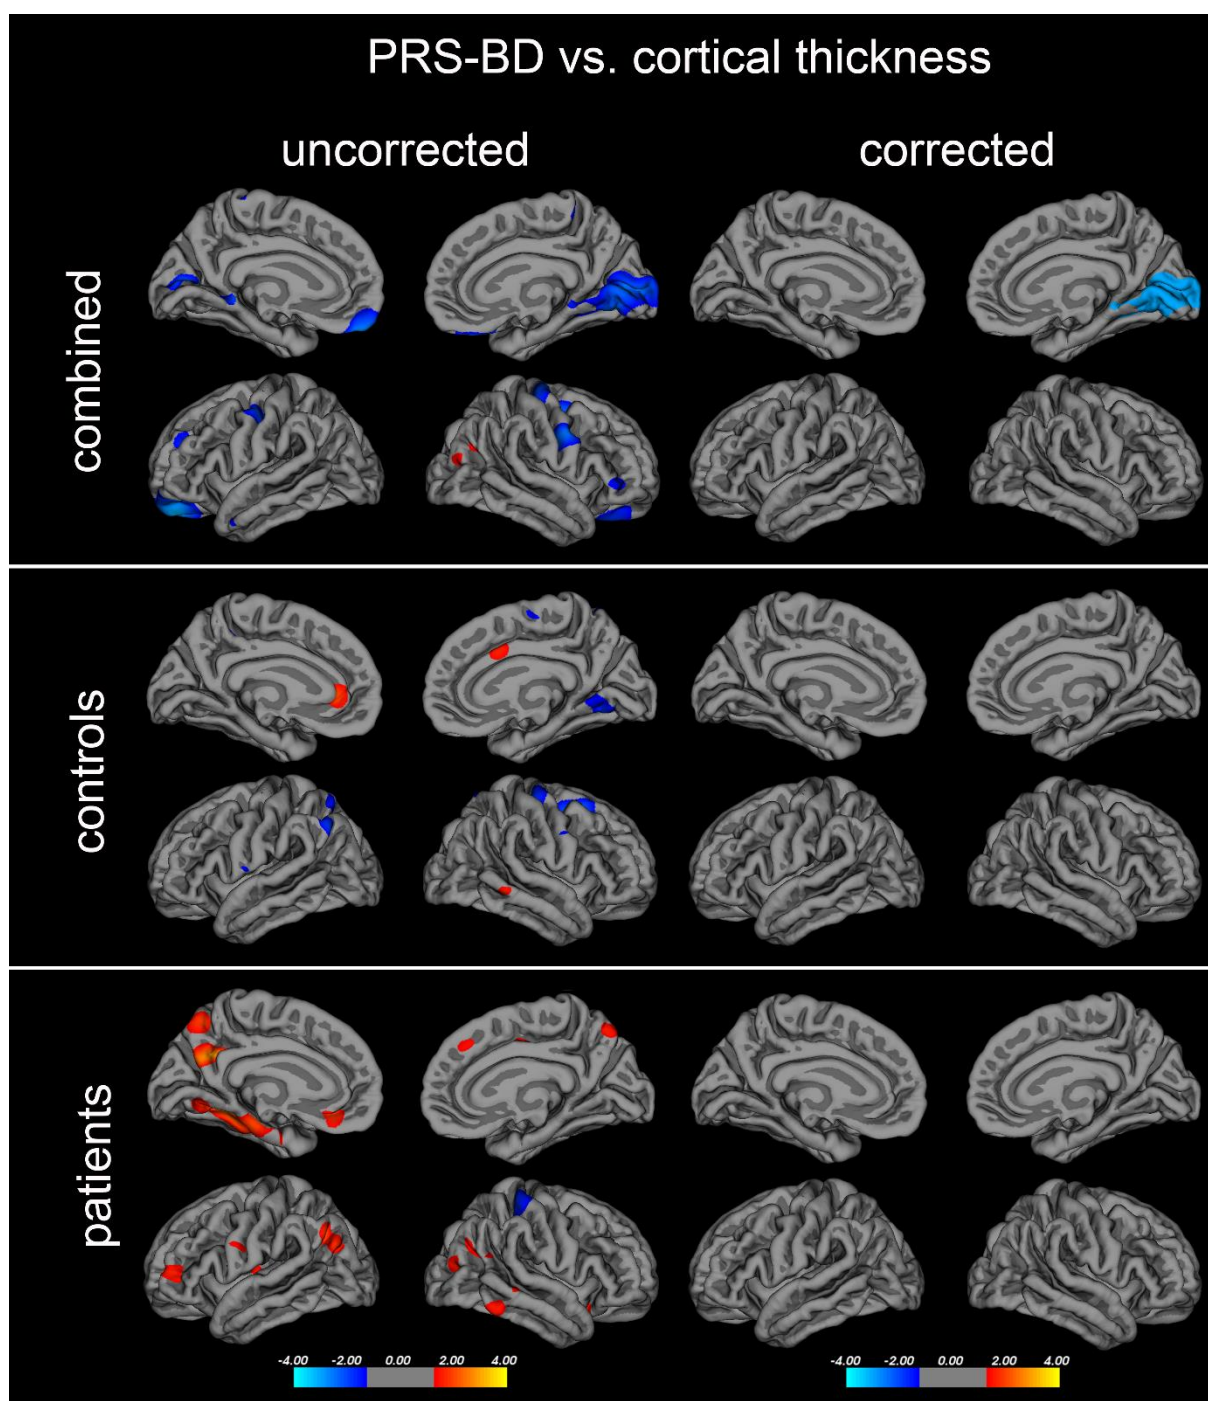 PRS-BD vs. cortical thickness
uncorrected corrected
combined
controls
patients
-4.00 -2.00 0.00 2.00 4.00 -4.00 -2.00 0.00 2.00 4.00